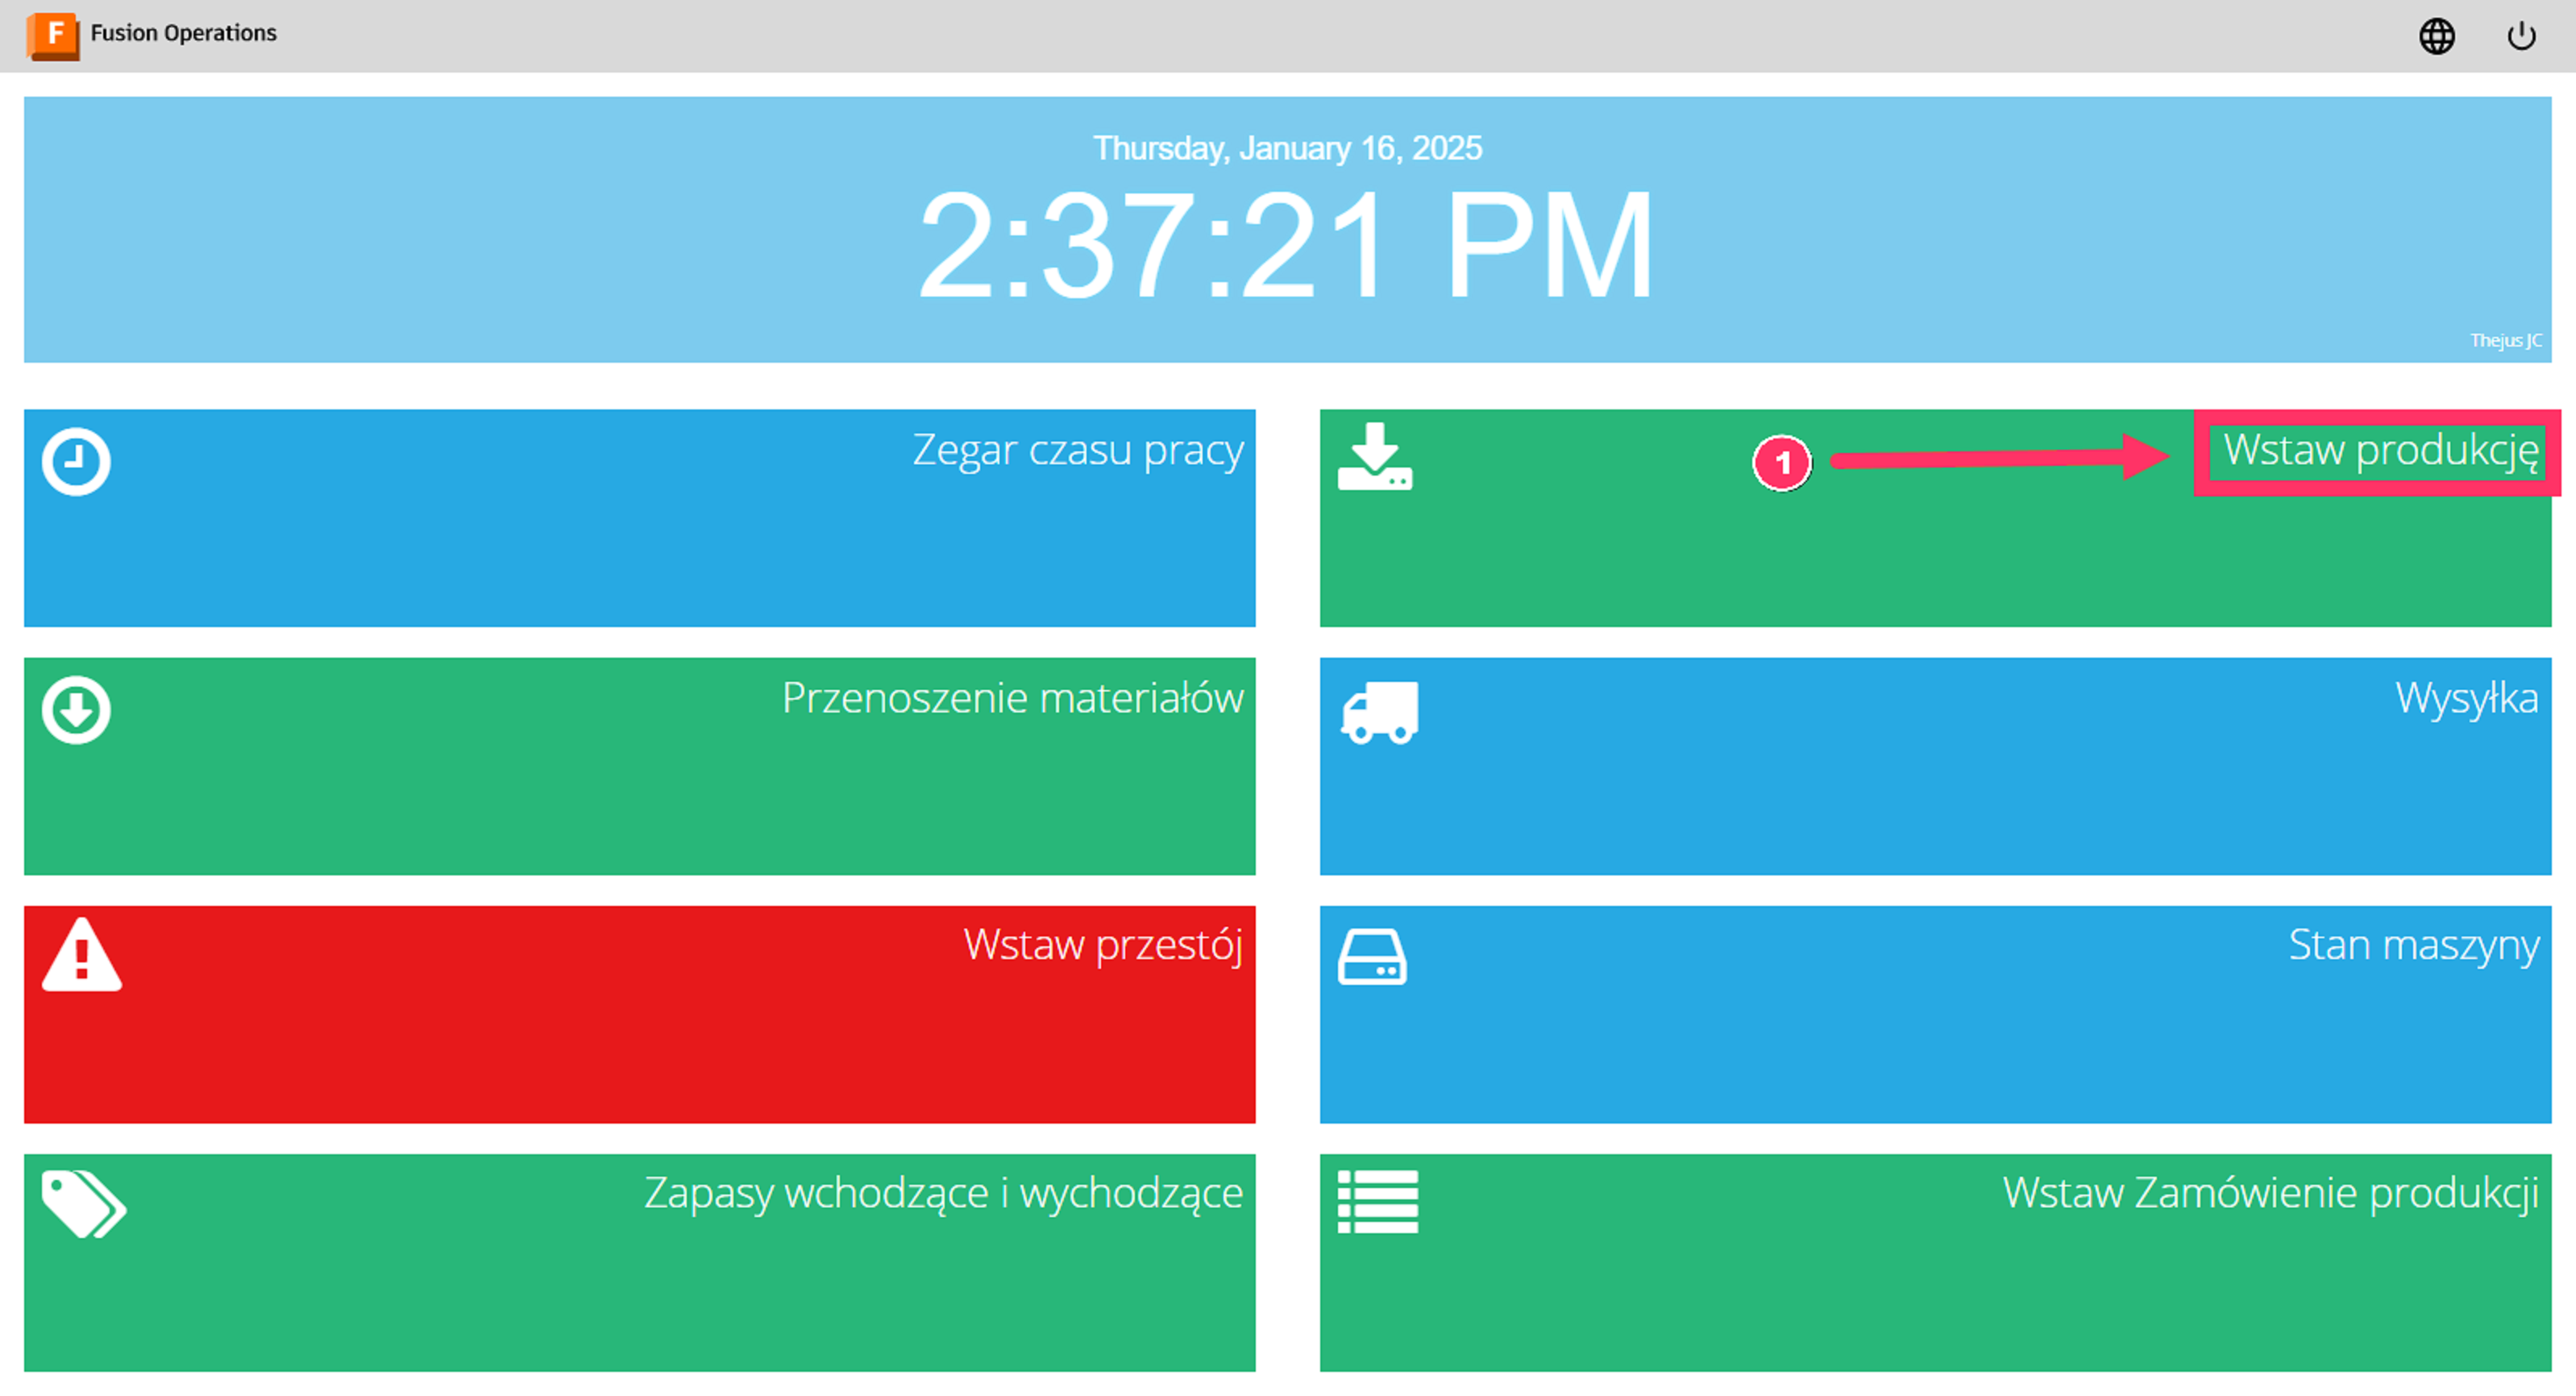 F Fusion Operations
Thursday, January 16, 2025
2:37:21 PM
Thejus JC
Zegar czasu pracy
1
Wstaw produkcję
Przenoszenie materiałów
Wysyłka
Wstaw przestój
Stan maszyny
Zapasy wchodzące i wychodzące
Wstaw Zamówienie produkcji